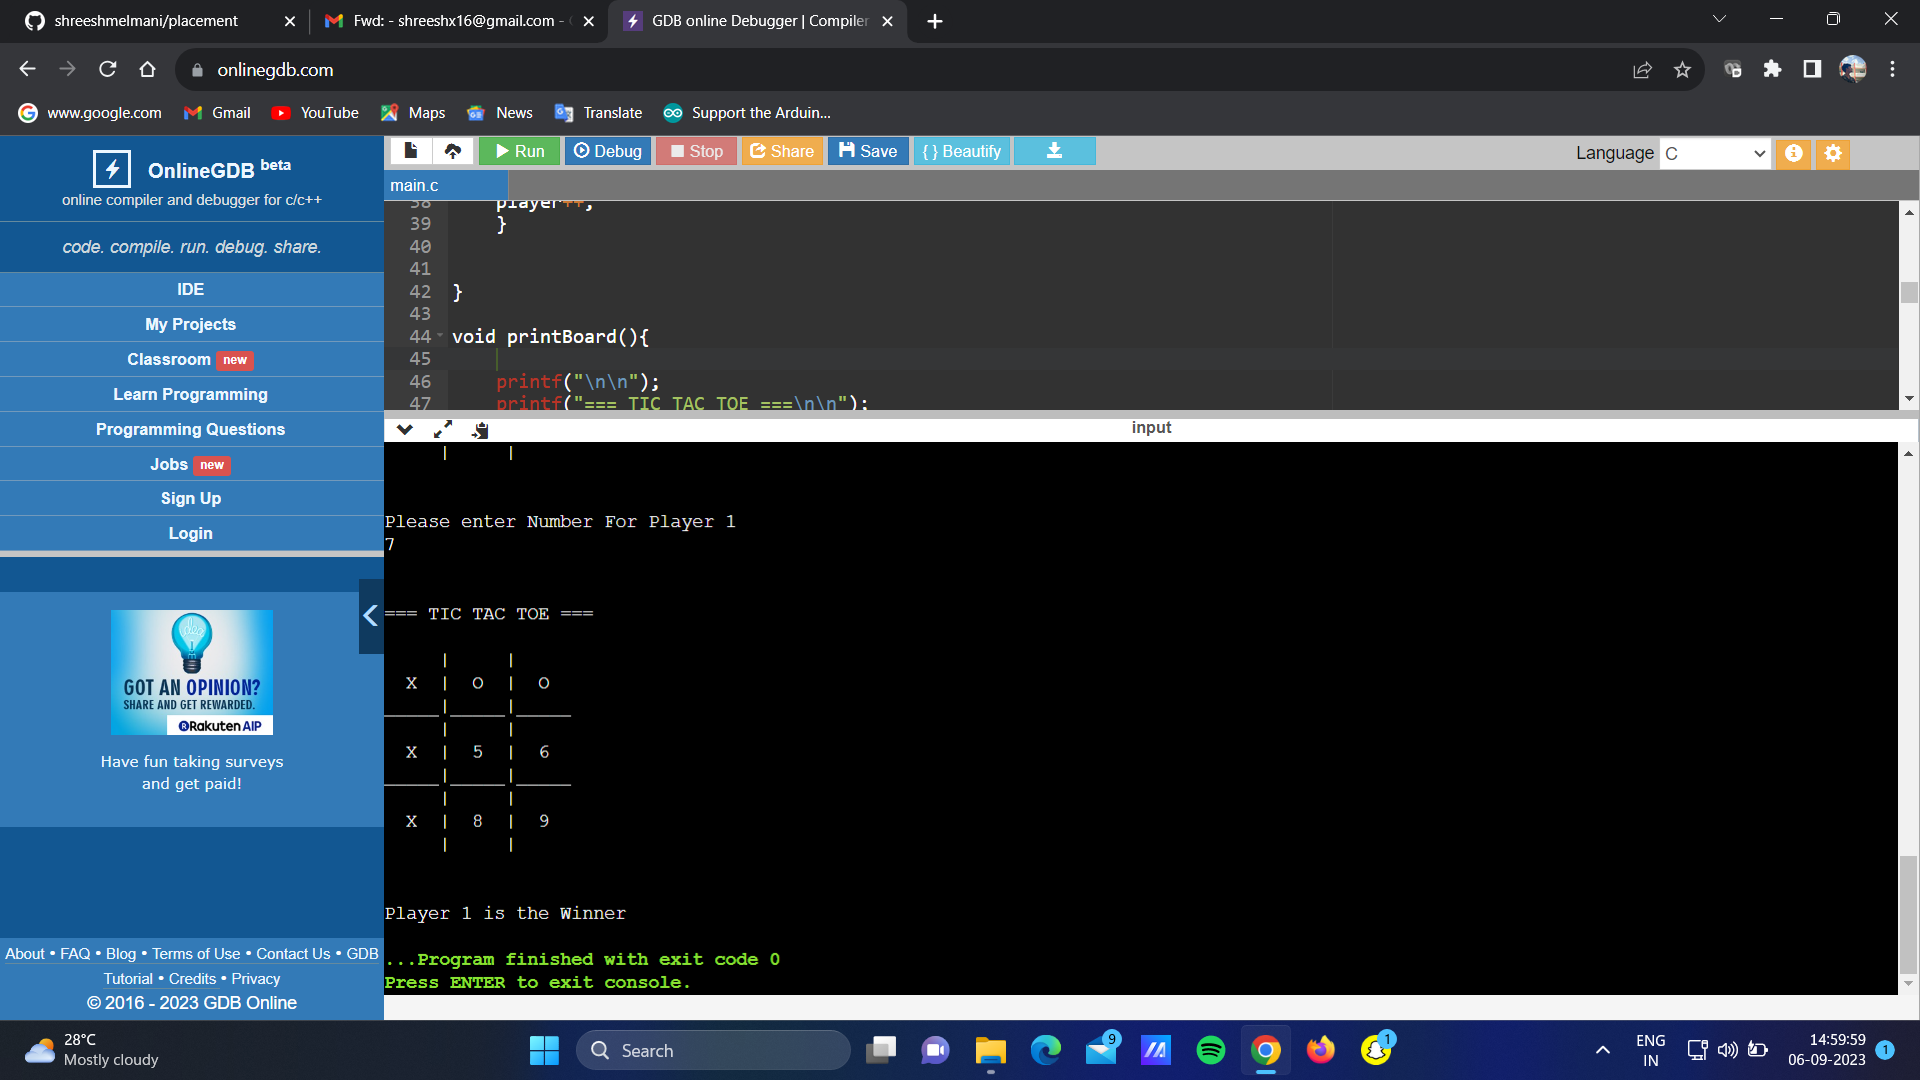 shreeshmelmani/placement
Fwd: - shreeshx16@gmail.com -
GDB online Debugger | Compiler
onlinegdb.com
www.google.com
Gmail
YouTube
Maps
News
Translate
Support the Arduin...
OnlineGDB beta
online compiler and debugger for c/c++
code. compile. run. debug. share.
IDE
My Projects
Classroom new
Learn Programming
Programming Questions
Jobs new
Sign Up
Login
idea
GOT AN OPINION?
SHARE AND GET REWARDED.
Rakuten AIP
Have fun taking surveys
and get paid!
About • FAQ • Blog • Terms of Use • Contact Us • GDB
Tutorial • Credits • Privacy
© 2016 - 2023 GDB Online
Run
Debug
Stop
Share
Save
{ } Beautify
Language C
main.c
38 player++;
39 }
40
41
42 }
43
44 void printBoard(){
45
46 printf("\n\n");
47 printf("=== TIC TAC TOE ===\n\n");
input
| |
Please enter Number For Player 1
7
=== TIC TAC TOE ===
| |
X | O | O
_____|_____|_____
| |
X | 5 | 6
_____|_____|_____
| |
X | 8 | 9
| |
Player 1 is the Winner
...Program finished with exit code 0
Press ENTER to exit console.
28°C
Mostly cloudy
Search
9
1
ENG
IN
14:59:59
06-09-2023
1